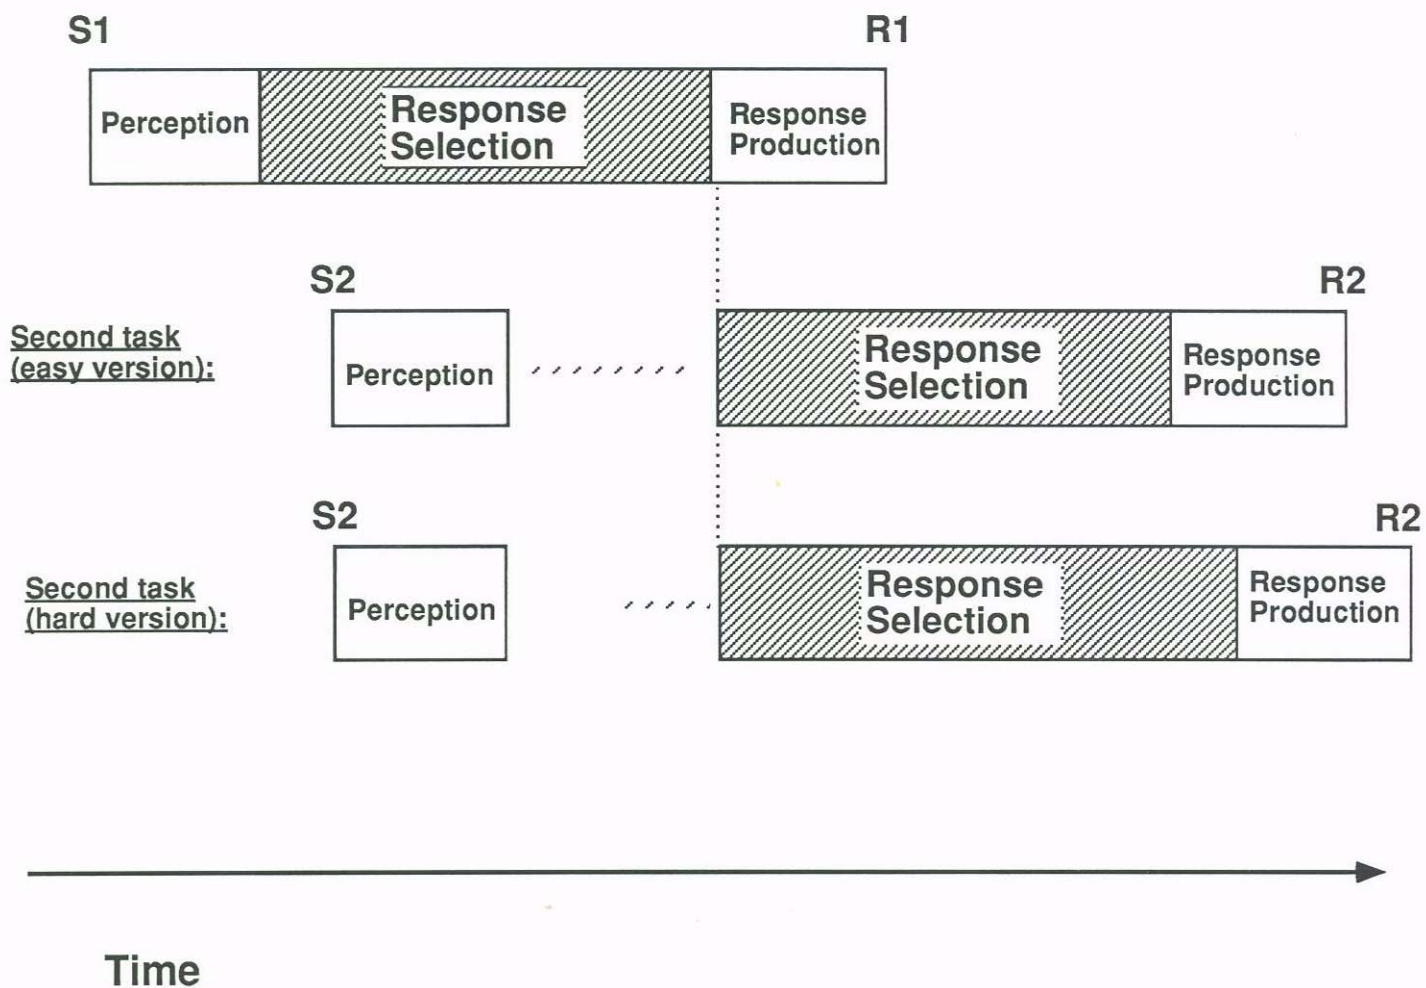 S1
R1
Perception
Response
Selection
Response
Production
S2
R2
Second task
(easy version):
Perception
Response
Selection
Response
Production
S2
R2
Second task
(hard version):
Perception
Response
Selection
Response
Production
Time